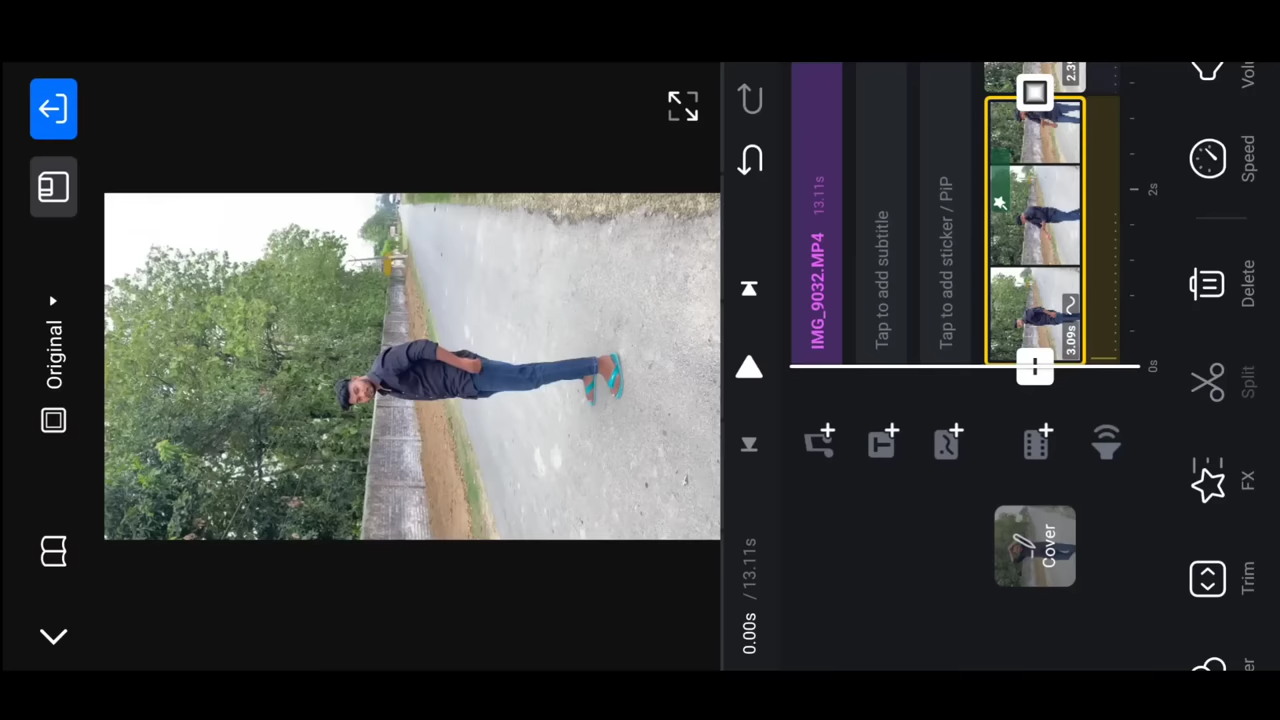 Original
0.00s / 13.11s
IMG_9032.MP4 13.11s
Tap to add subtitle
Tap to add sticker / PiP
3.09s
Cover
0s
2s
Trim
FX
Split
Delete
Speed